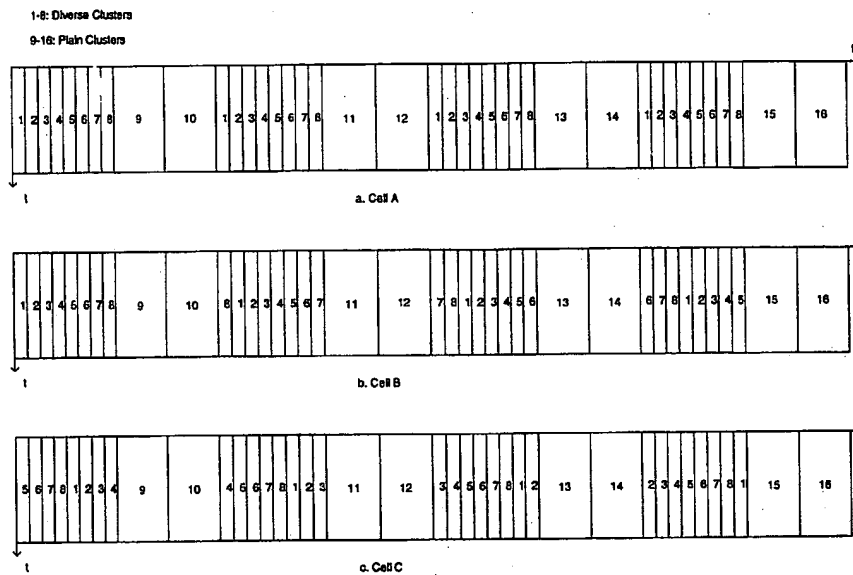 1-8: Diverse Clusters
9-16: Plain Clusters
1 2 3 4 5 6 7 8 9 10 1 2 3 4 5 6 7 8 11 12 1 2 3 4 5 6 7 8 13 14 1 2 3 4 5 6 7 8 15 16
t
a. Cell A
1 2 3 4 5 6 7 8 9 10 8 1 2 3 4 5 6 7 11 12 7 8 1 2 3 4 5 6 13 14 6 7 8 1 2 3 4 5 15 16
t
b. Cell B
5 6 7 8 1 2 3 4 9 10 4 5 6 7 8 1 2 3 11 12 3 4 5 6 7 8 1 2 13 14 2 3 4 5 6 7 8 1 15 16
t
c. Cell C